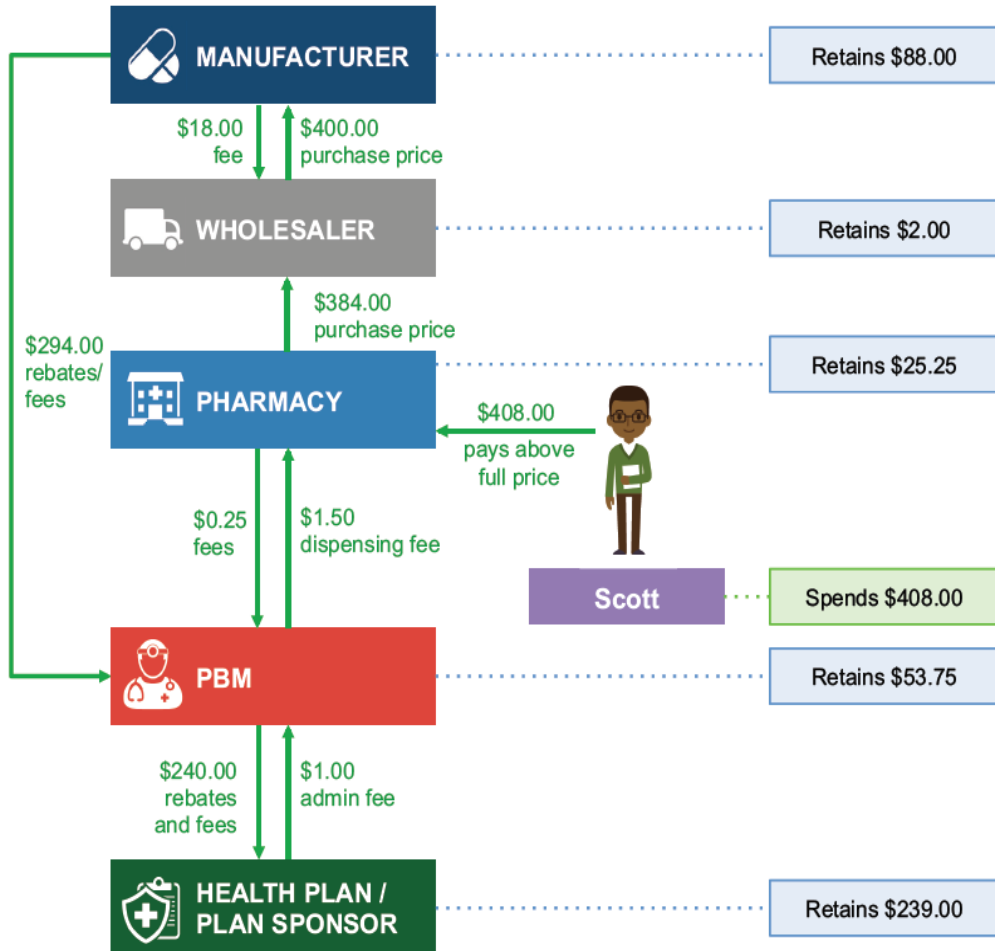 MANUFACTURER
Retains $88.00
$18.00
fee
$400.00
purchase price
WHOLESALER
Retains $2.00
$384.00
purchase price
$294.00
rebates/
fees
PHARMACY
Retains $25.25
$408.00
pays above
full price
$0.25
fees
$1.50
dispensing fee
Scott
Spends $408.00
PBM
Retains $53.75
$240.00
rebates
and fees
$1.00
admin fee
HEALTH PLAN /
PLAN SPONSOR
Retains $239.00